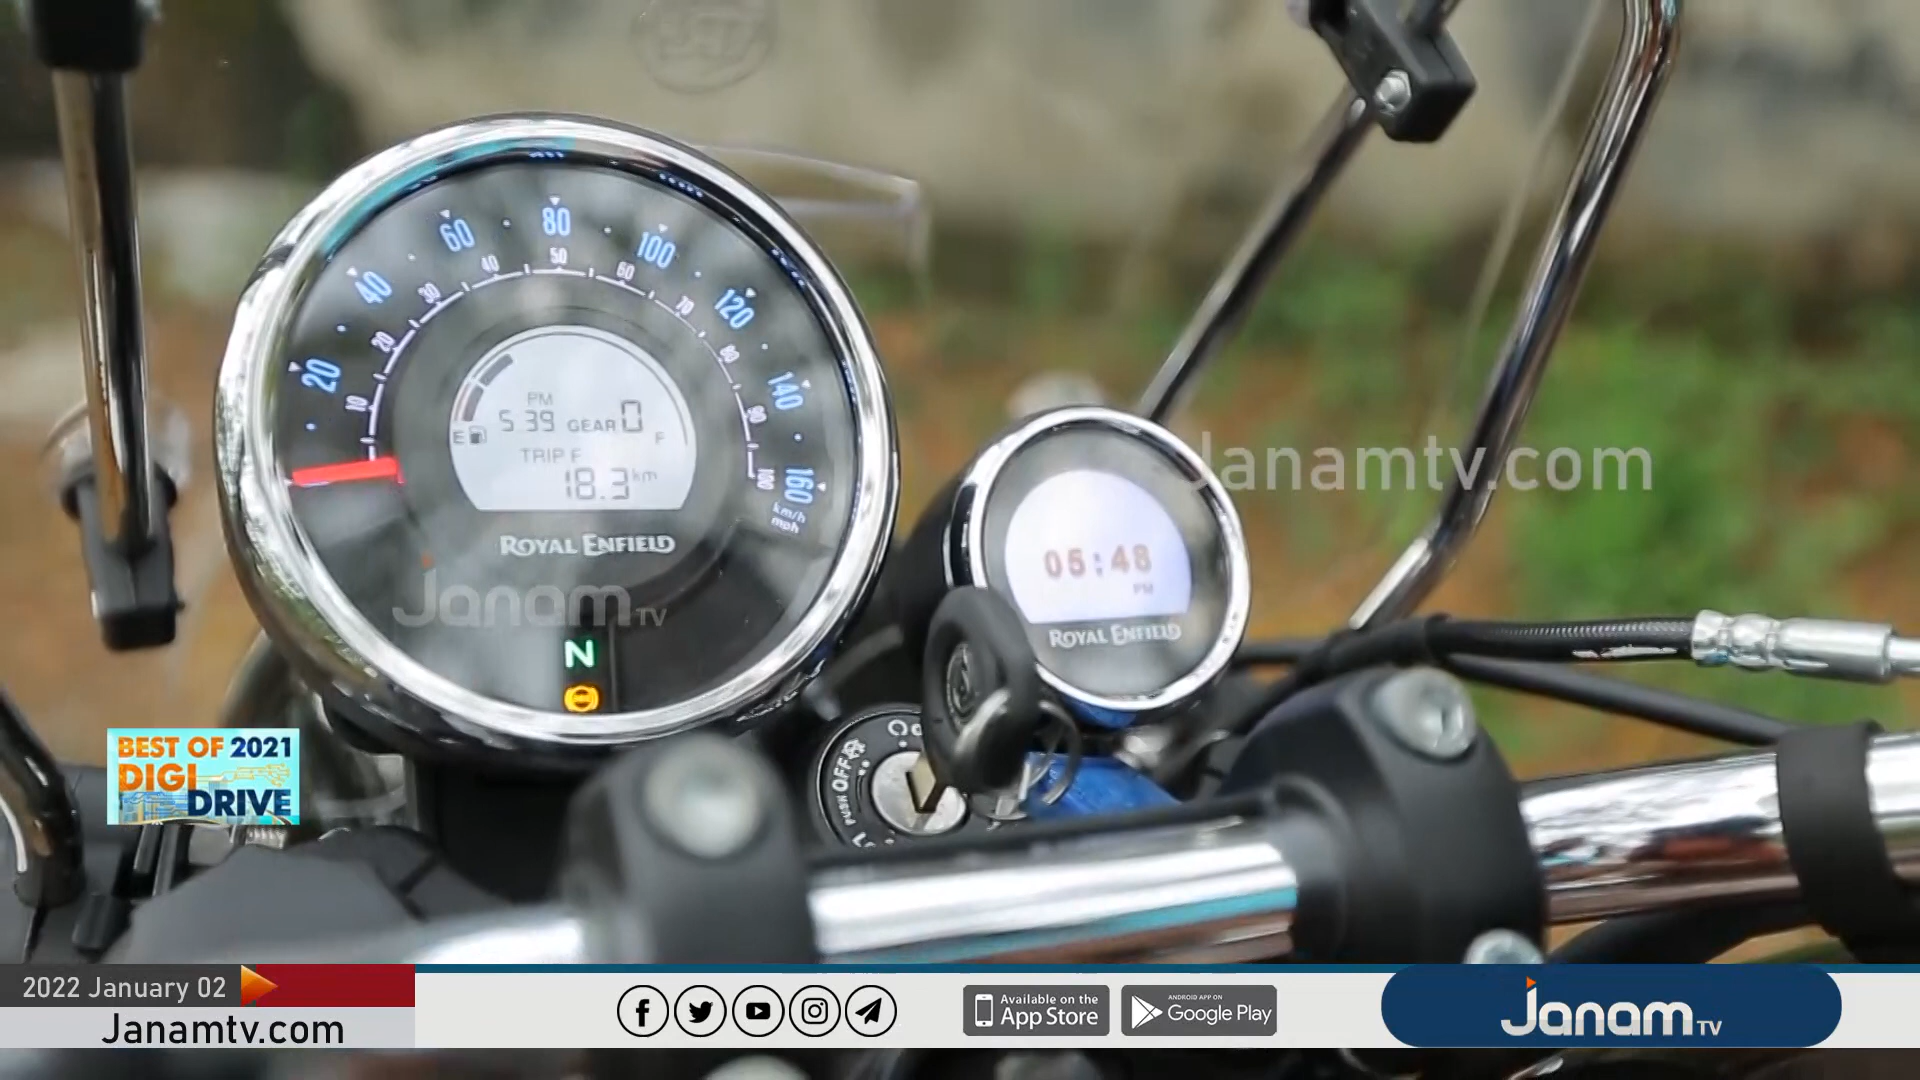 20
40
60
80
100
120
140
160
km/h
mph
10
20
30
40
50
60
70
80
90
100
PM
5 39 GEAR 0
E F
TRIP F
18.3 km
ROYAL ENFIELD
Janam TV
N
05:48
PM
ROYAL ENFIELD
Janamtv.com
OFF
PUSH
BEST OF 2021
DIGI
DRIVE
2022 January 02
Janamtv.com
Available on the
App Store
ANDROID APP ON
Google Play
Janam TV